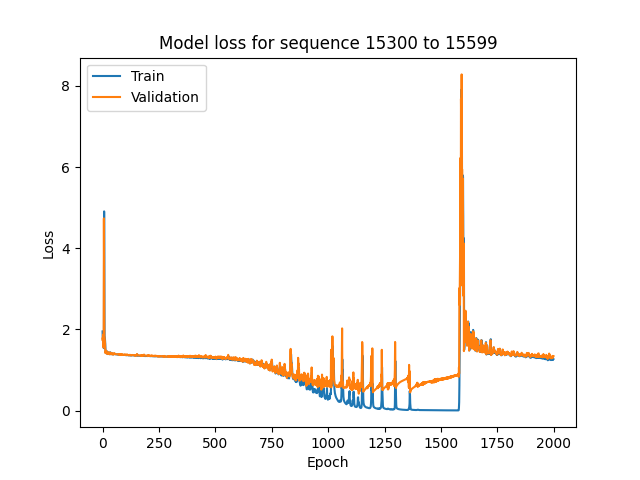 Model loss for sequence 15300 to 15599
Train
Validation
Loss
8
6
4
2
0
0 250 500 750 1000 1250 1500 1750 2000
Epoch